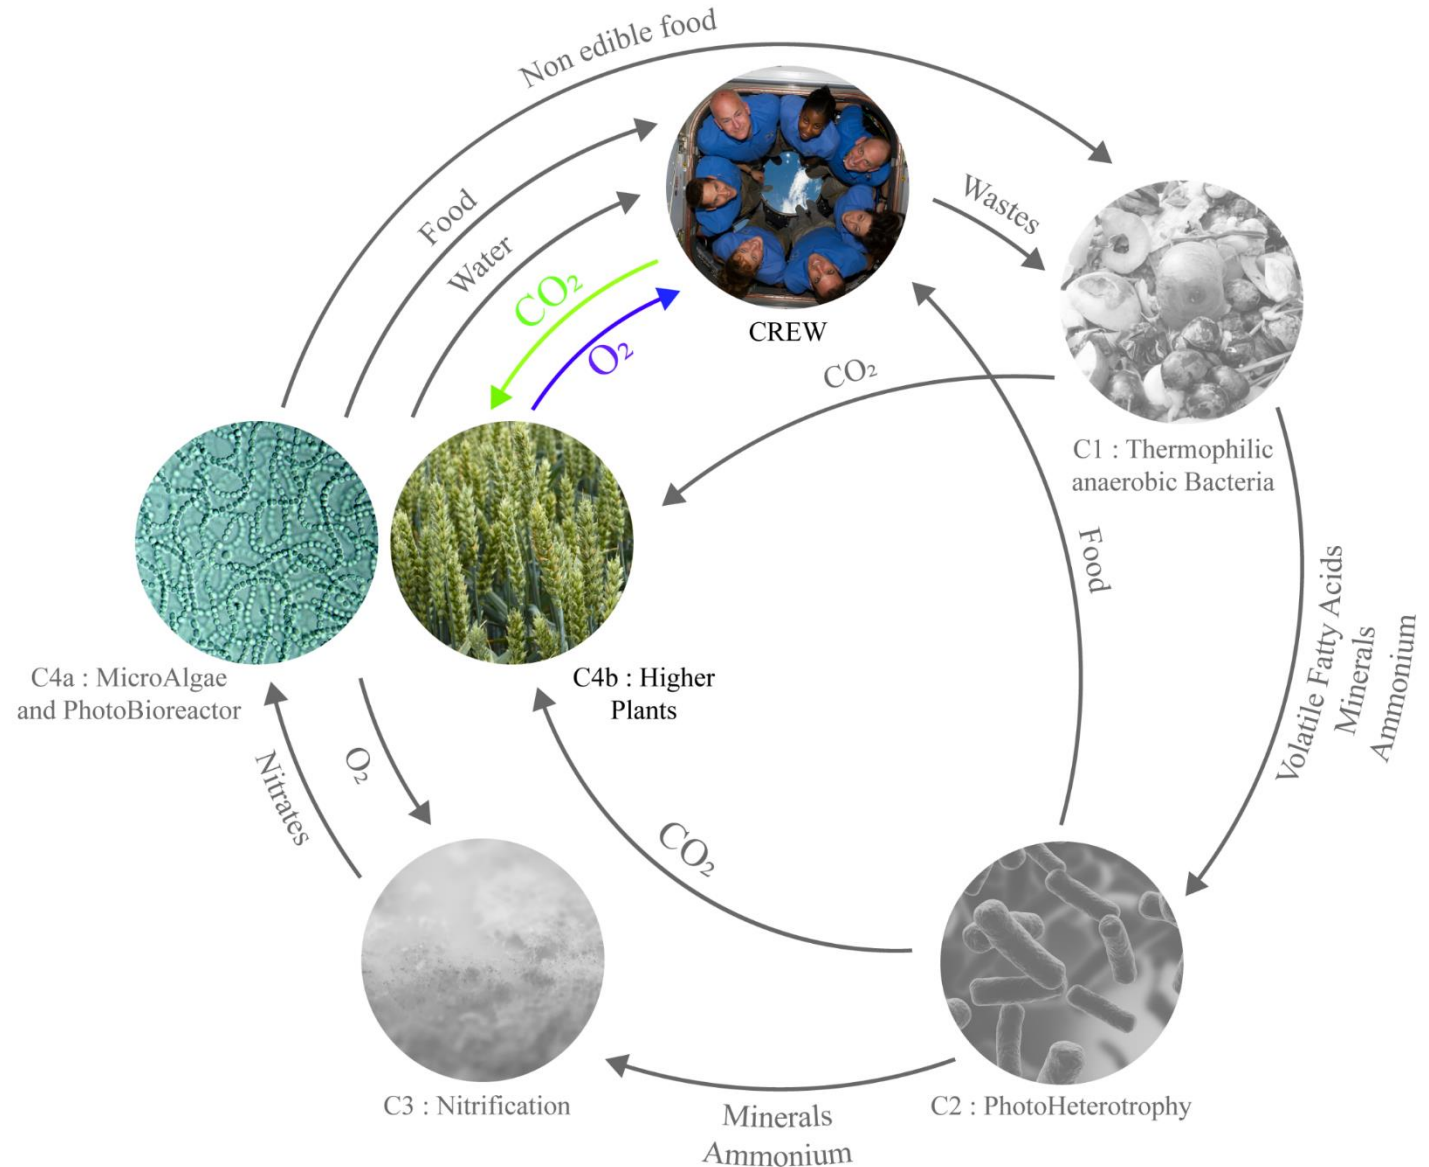 Non edible food
Food
Water
CO₂
O₂
CREW
Wastes
CO₂
C1 : Thermophilic
anaerobic Bacteria
Food
Volatile Fatty Acids
Minerals
Ammonium
C4a : MicroAlgae
and PhotoBioreactor
C4b : Higher
Plants
Nitrates
O₂
CO₂
C3 : Nitrification
C2 : PhotoHeterotrophy
Minerals
Ammonium